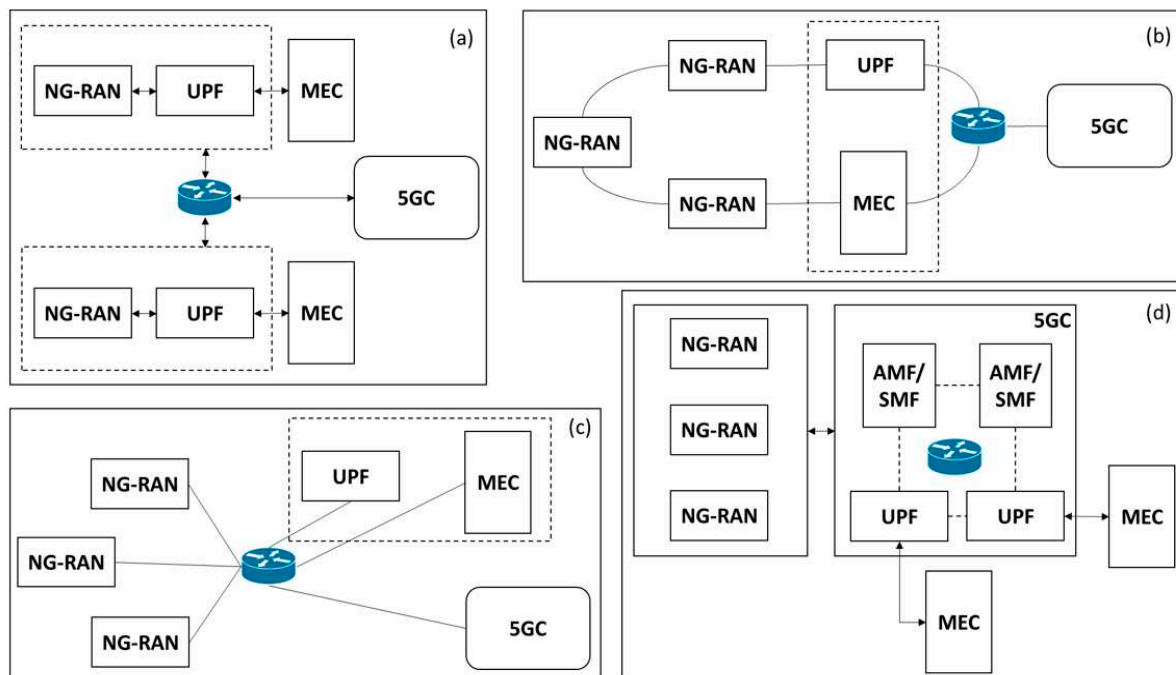 (a)
NG-RAN
UPF
MEC
5GC
NG-RAN
UPF
MEC
(b)
NG-RAN
UPF
NG-RAN
5GC
NG-RAN
MEC
(c)
UPF
MEC
NG-RAN
NG-RAN
NG-RAN
5GC
(d)
5GC
NG-RAN
NG-RAN
NG-RAN
AMF/
SMF
AMF/
SMF
UPF
UPF
MEC
MEC